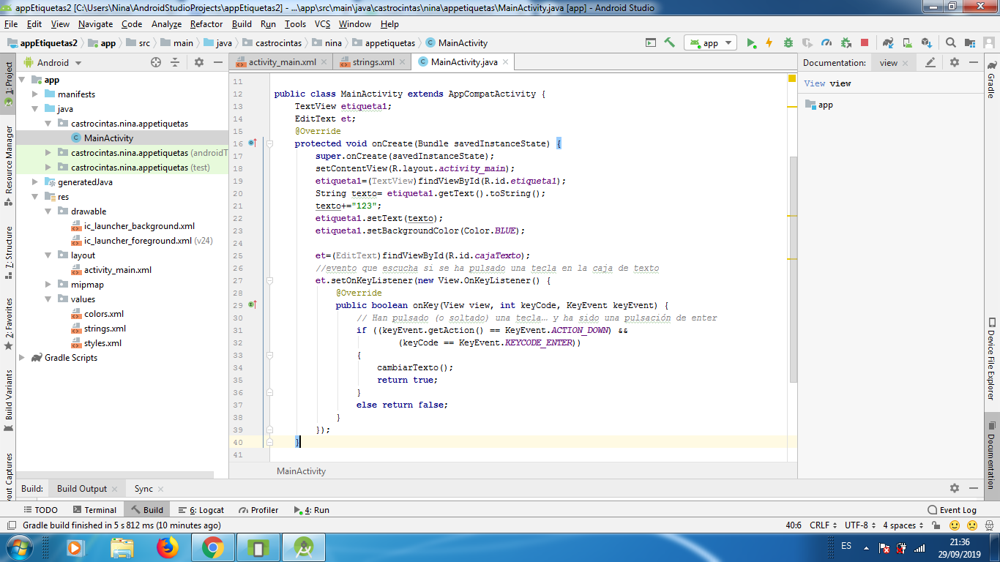 appEtiquetas2 [C:\Users\Nina\AndroidStudioProjects\appEtiquetas2] - ...\app\src\main\java\castrocintas\nina\appetiquetas\MainActivity.java [app] - Android Studio
File Edit View Navigate Code Analyze Refactor Build Run Tools VCS Window Help
appEtiquetas2 app src main java castrocintas nina appetiquetas MainActivity app
Android activity_main.xml strings.xml MainActivity.java Documentation: view
1: Project
Resource Manager
7: Structure
2: Favorites
Build Variants
out Captures
app
manifests
java
castrocintas.nina.appetiquetas
MainActivity
castrocintas.nina.appetiquetas (androidT
castrocintas.nina.appetiquetas (test)
generatedJava
res
drawable
ic_launcher_background.xml
ic_launcher_foreground.xml (v24)
layout
activity_main.xml
mipmap
values
colors.xml
strings.xml
styles.xml
Gradle Scripts
11
12 public class MainActivity extends AppCompatActivity {
13 TextView etiqueta1;
14 EditText et;
15 @Override
16 protected void onCreate(Bundle savedInstanceState) {
17 super.onCreate(savedInstanceState);
18 setContentView(R.layout.activity_main);
19 etiqueta1=(TextView)findViewById(R.id.etiqueta1);
20 String texto= etiqueta1.getText().toString();
21 texto+="123";
22 etiqueta1.setText(texto);
23 etiqueta1.setBackgroundColor(Color.BLUE);
24
25 et=(EditText)findViewById(R.id.cajaTexto);
26 //evento que escucha si se ha pulsado una tecla en la caja de texto
27 et.setOnKeyListener(new View.OnKeyListener() {
28 @Override
29 public boolean onKey(View view, int keyCode, KeyEvent keyEvent) {
30 // Han pulsado (o soltado) una tecla… y ha sido una pulsación de enter
31 if ((keyEvent.getAction() == KeyEvent.ACTION_DOWN) &&
32 (keyCode == KeyEvent.KEYCODE_ENTER))
33 {
34 cambiarTexto();
35 return true;
36 }
37 else return false;
38 }
39 });
40 }
41
MainActivity
View view
app
Gradle
Device File Explorer
Documentation
Build: Build Output Sync
TODO Terminal Build 6: Logcat Profiler 4: Run Event Log
Gradle build finished in 5 s 812 ms (10 minutes ago) 40:6 CRLF UTF-8 4 spaces
ES 21:36
29/09/2019